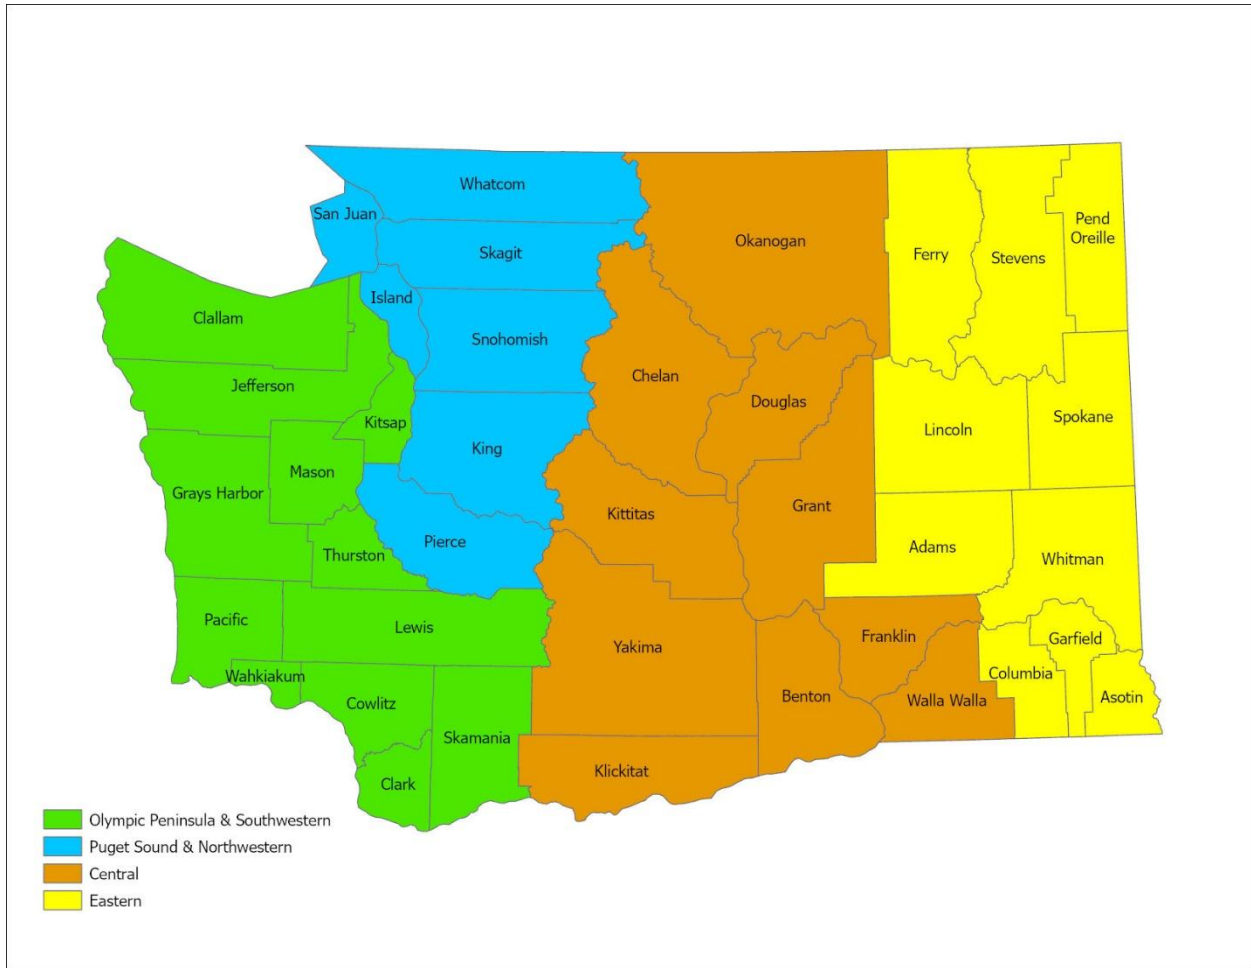 Whatcom
San Juan
Skagit
Island
Snohomish
Okanogan
Ferry
Stevens
Pend
Oreille
Clallam
Jefferson
Kitsap
King
Chelan
Douglas
Lincoln
Spokane
Mason
Grays Harbor
Thurston
Pierce
Kittitas
Grant
Adams
Whitman
Pacific
Lewis
Wahkiakum
Cowlitz
Skamania
Clark
Yakima
Klickitat
Benton
Franklin
Walla Walla
Columbia
Garfield
Asotin
Olympic Peninsula & Southwestern
Puget Sound & Northwestern
Central
Eastern